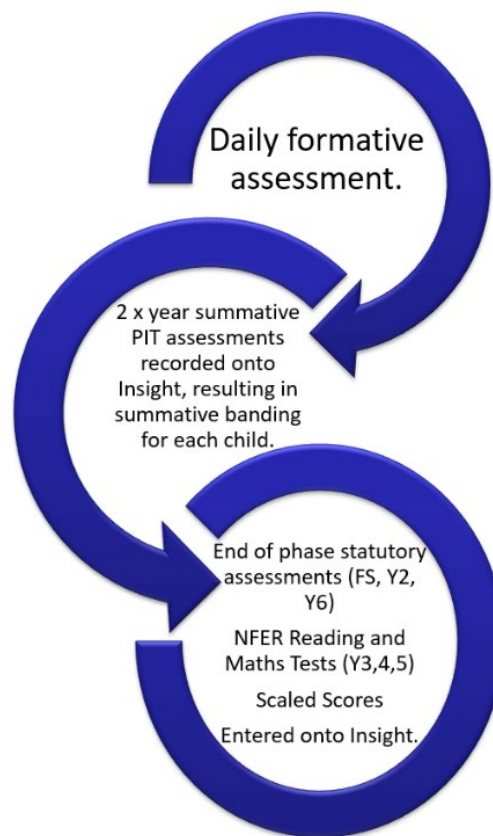 Daily formative
assessment.
2 x year summative
PIT assessments
recorded onto
Insight, resulting in
summative banding
for each child.
End of phase statutory
assessments (FS, Y2,
Y6)
NFER Reading and
Maths Tests (Y3,4,5)
Scaled Scores
Entered onto Insight.